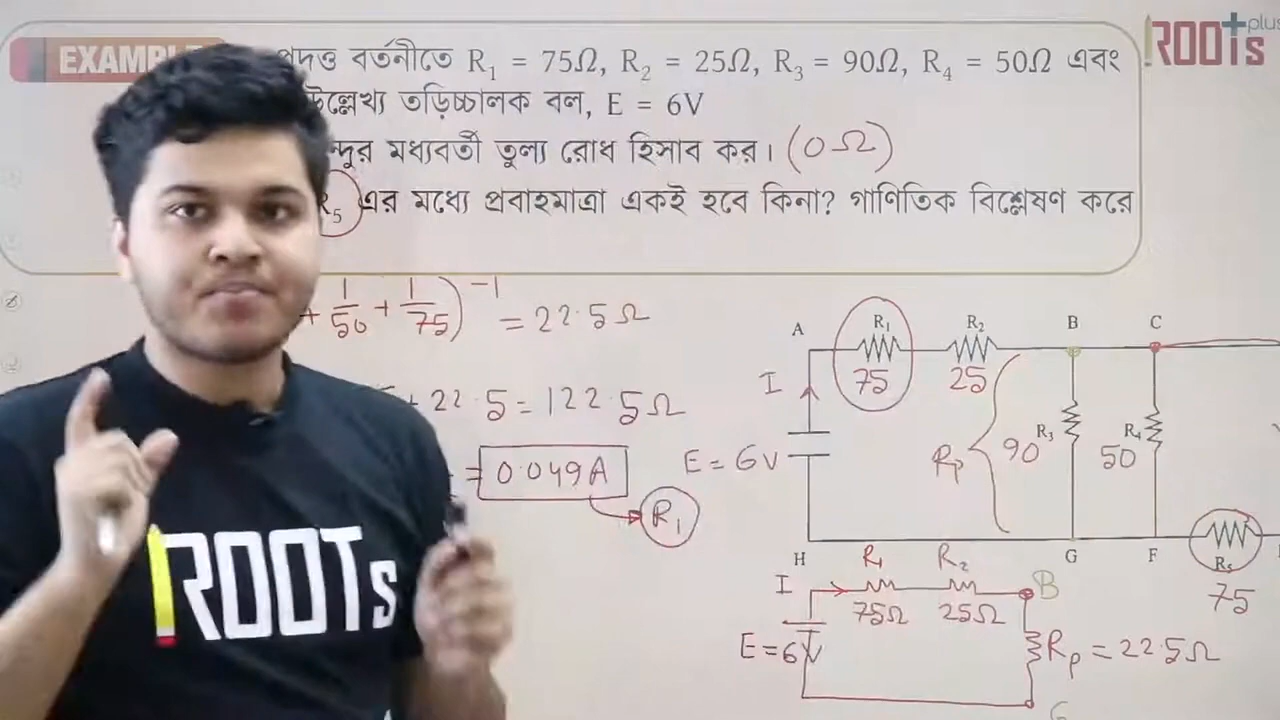 EXAMPLE
প্রদত্ত বর্তনীতে R₁ = 75Ω, R₂ = 25Ω, R₃ = 90Ω, R₄ = 50Ω এবং
উল্লেখ্য তড়িচ্চালক বল, E = 6V
মধ্যবর্তী তুল্য রোধ হিসাব কর। (0Ω)
R₅ এর মধ্যে প্রবাহমাত্রা একই হবে কিনা? গাণিতিক বিশ্লেষণ করে
ROOTs
plus
+ 1/50 + 1/75)⁻¹ = 22.5Ω
+ 22.5 = 122.5Ω
= 0.049A
R₁
A
R₁
R₂
B
C
I
75
25
E = 6V
Rp
90
R₃
50
R₄
H
G
F
R₅
75
I
R₁
R₂
B
75Ω
25Ω
E = 6V
Rp = 22.5Ω
G
ROOTs